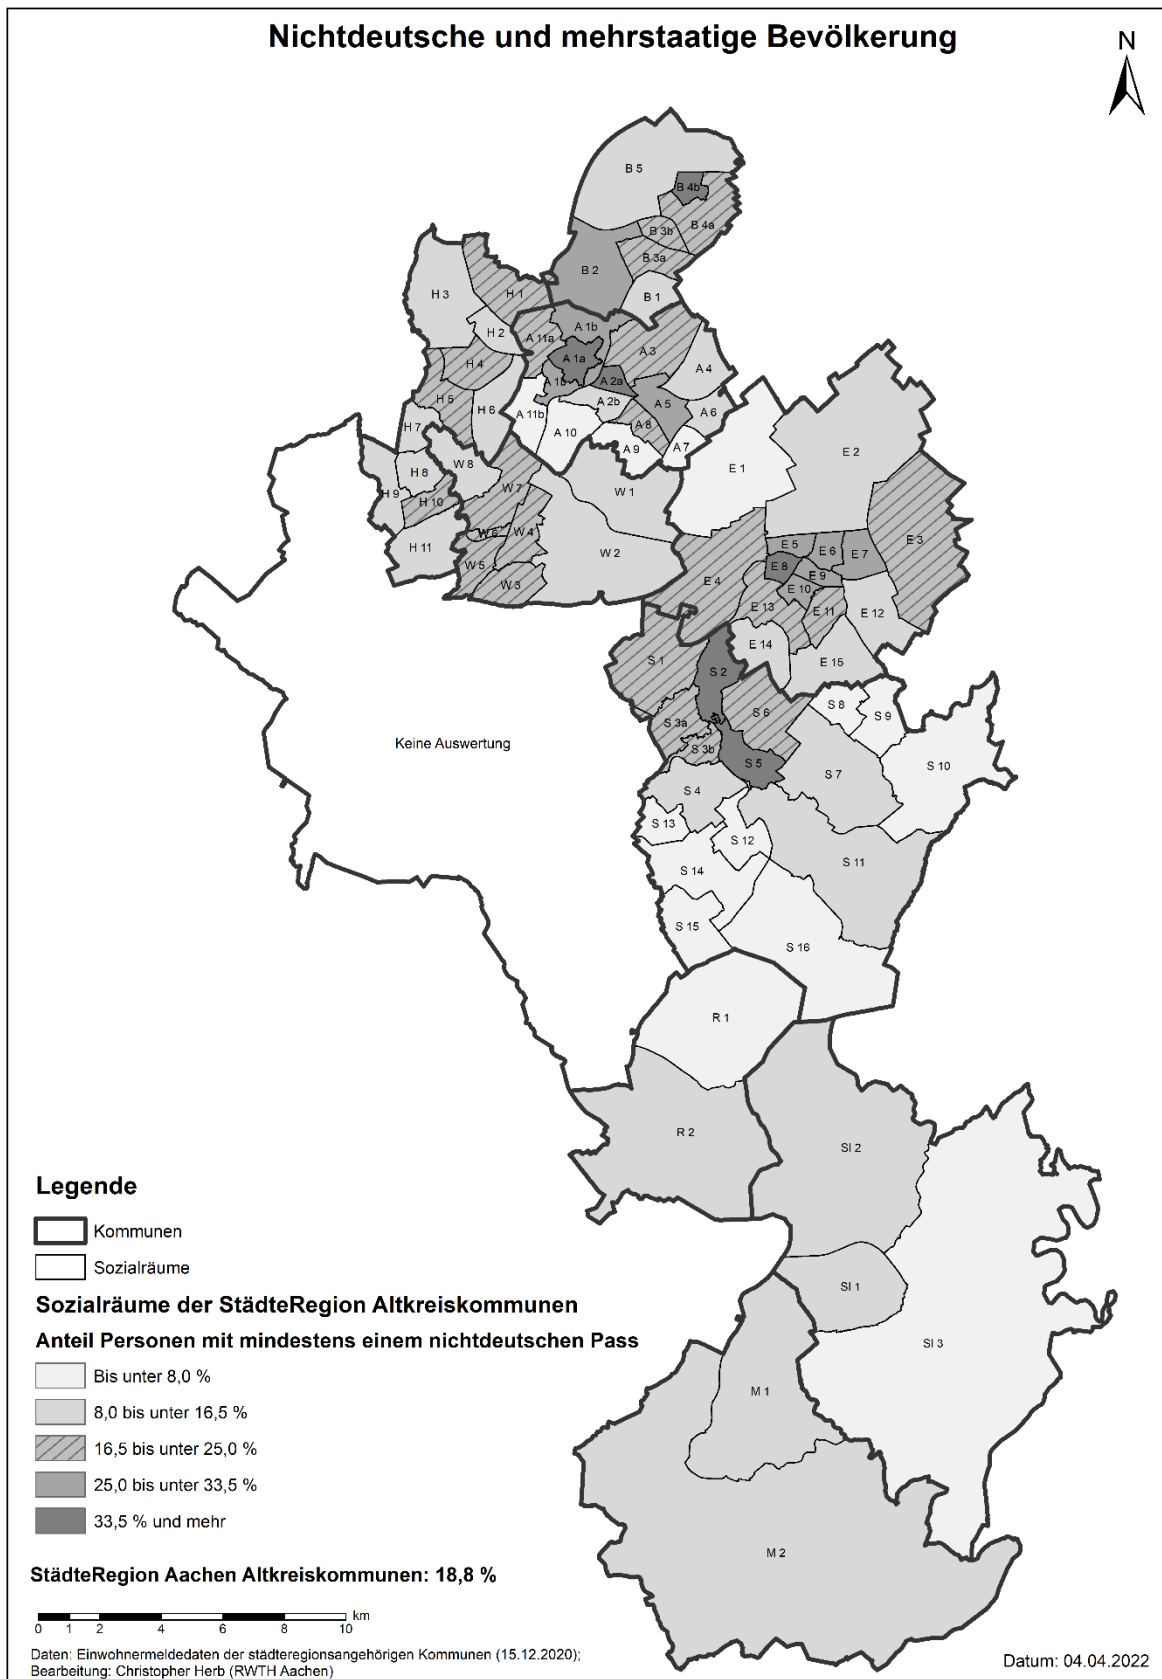 Nichtdeutsche und mehrstaatige Bevölkerung
N
B 5
B 4b
B 4a
B 3b
B 3a
B 2
B 1
H 3
H 1
H 2
H 4
H 5
H 6
H 7
H 8
H 9
H 10
H 11
A 11a
A 1b
A 1a
A 1b
A 2a
A 2b
A 3
A 4
A 5
A 6
A 7
A 8
A 9
A 10
A 11b
W 8
W 7
W 1
W 2
W 6
W 4
W 5
W 3
E 1
E 2
E 3
E 4
E 5
E 6
E 7
E 8
E 9
E 10
E 11
E 12
E 13
E 14
E 15
S 1
S 2
S 3a
S 3b
S 6
S 5
S 4
S 7
S 8
S 9
S 10
S 11
S 12
S 13
S 14
S 15
S 16
Keine Auswertung
R 1
R 2
SI 2
SI 1
SI 3
M 1
M 2
Legende
Kommunen
Sozialräume
Sozialräume der StädteRegion Altkreiskommunen
Anteil Personen mit mindestens einem nichtdeutschen Pass
Bis unter 8,0 %
8,0 bis unter 16,5 %
16,5 bis unter 25,0 %
25,0 bis unter 33,5 %
33,5 % und mehr
StädteRegion Aachen Altkreiskommunen: 18,8 %
km
0 1 2 4 6 8 10
Daten: Einwohnermeldedaten der städteregionsangehörigen Kommunen (15.12.2020);
Bearbeitung: Christopher Herb (RWTH Aachen)
Datum: 04.04.2022